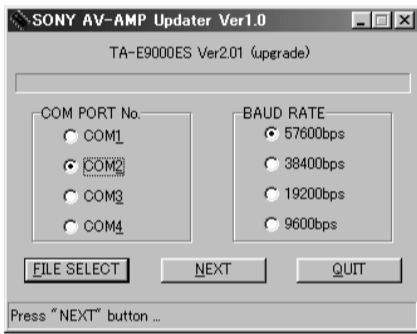 SONY AV-AMP Updater Ver1.0
TA-E9000ES Ver2.01 (upgrade)
COM PORT No.
COM1
COM2
COM3
COM4
BAUD RATE
57600bps
38400bps
19200bps
9600bps
FILE SELECT
NEXT
QUIT
Press "NEXT" button ...